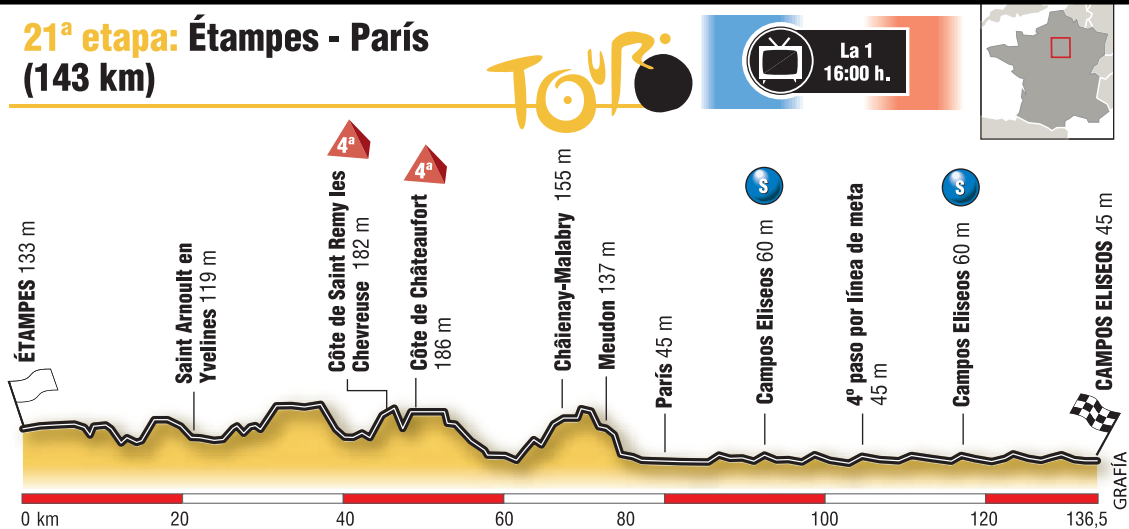 21ª etapa: Étampes - París
(143 km)
TOUR
La 1
16:00 h.
ÉTAMPES 133 m
Saint Arnoult en
Yvelines 119 m
4ª
Côte de Saint Remy les
Chevreuse 182 m
4ª
Côte de Châteaufort
186 m
Châienay-Malabry 155 m
Meudon 137 m
París 45 m
S
Campos Eliseos 60 m
4º paso por línea de meta
45 m
S
Campos Eliseos 60 m
CAMPOS ELISEOS 45 m
GRAFÍA
0 km 20 40 60 80 100 120 136,5